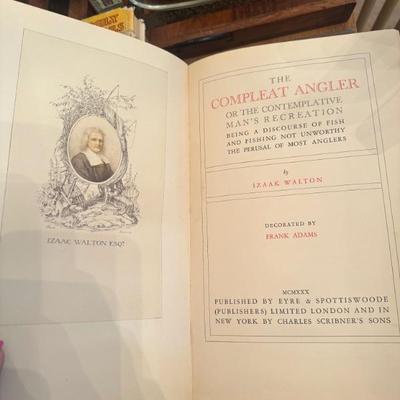 IZAAK WALTON ESQR
THE
COMPLEAT ANGLER
OR THE CONTEMPLATIVE
MAN'S RECREATION
BEING A DISCOURSE OF FISH
AND FISHING NOT UNWORTHY
THE PERUSAL OF MOST ANGLERS
by
IZAAK WALTON
DECORATED BY
FRANK ADAMS
MCMXXX
PUBLISHED BY EYRE & SPOTTISWOODE
(PUBLISHERS) LIMITED LONDON AND IN
NEW YORK BY CHARLES SCRIBNER'S SONS